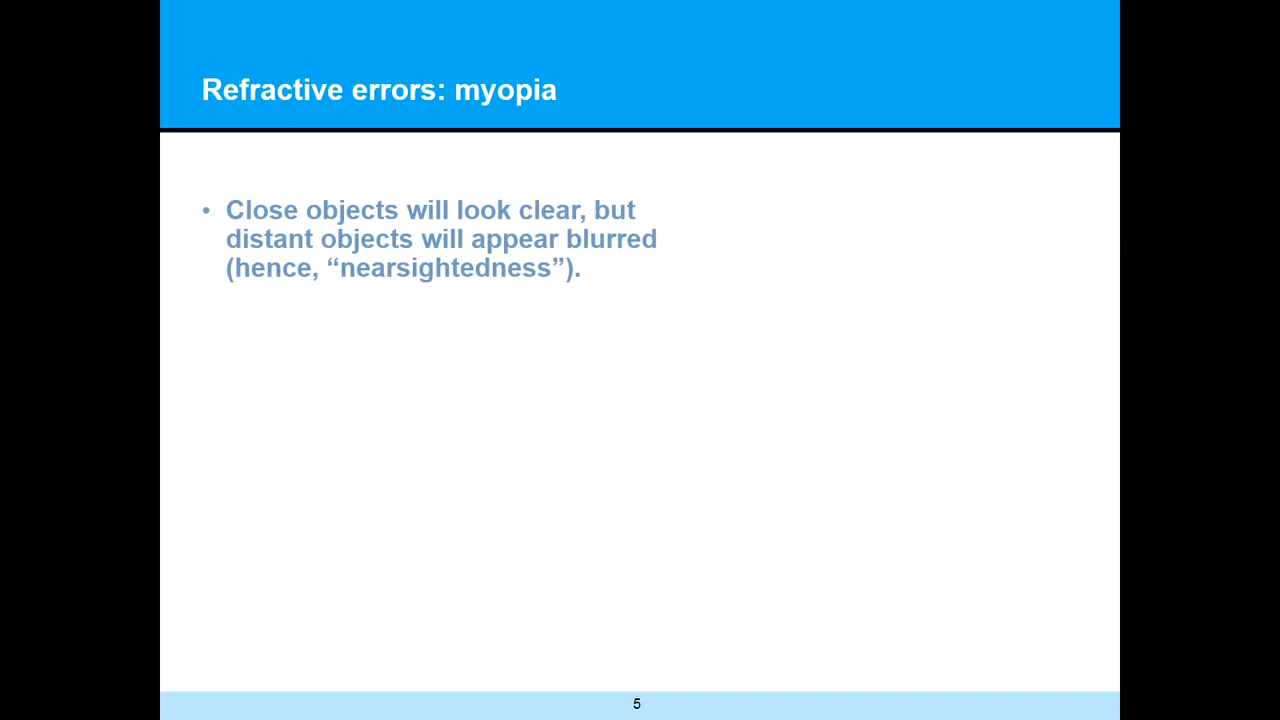 Refractive errors: myopia
• Close objects will look clear, but
distant objects will appear blurred
(hence, “nearsightedness”).
5